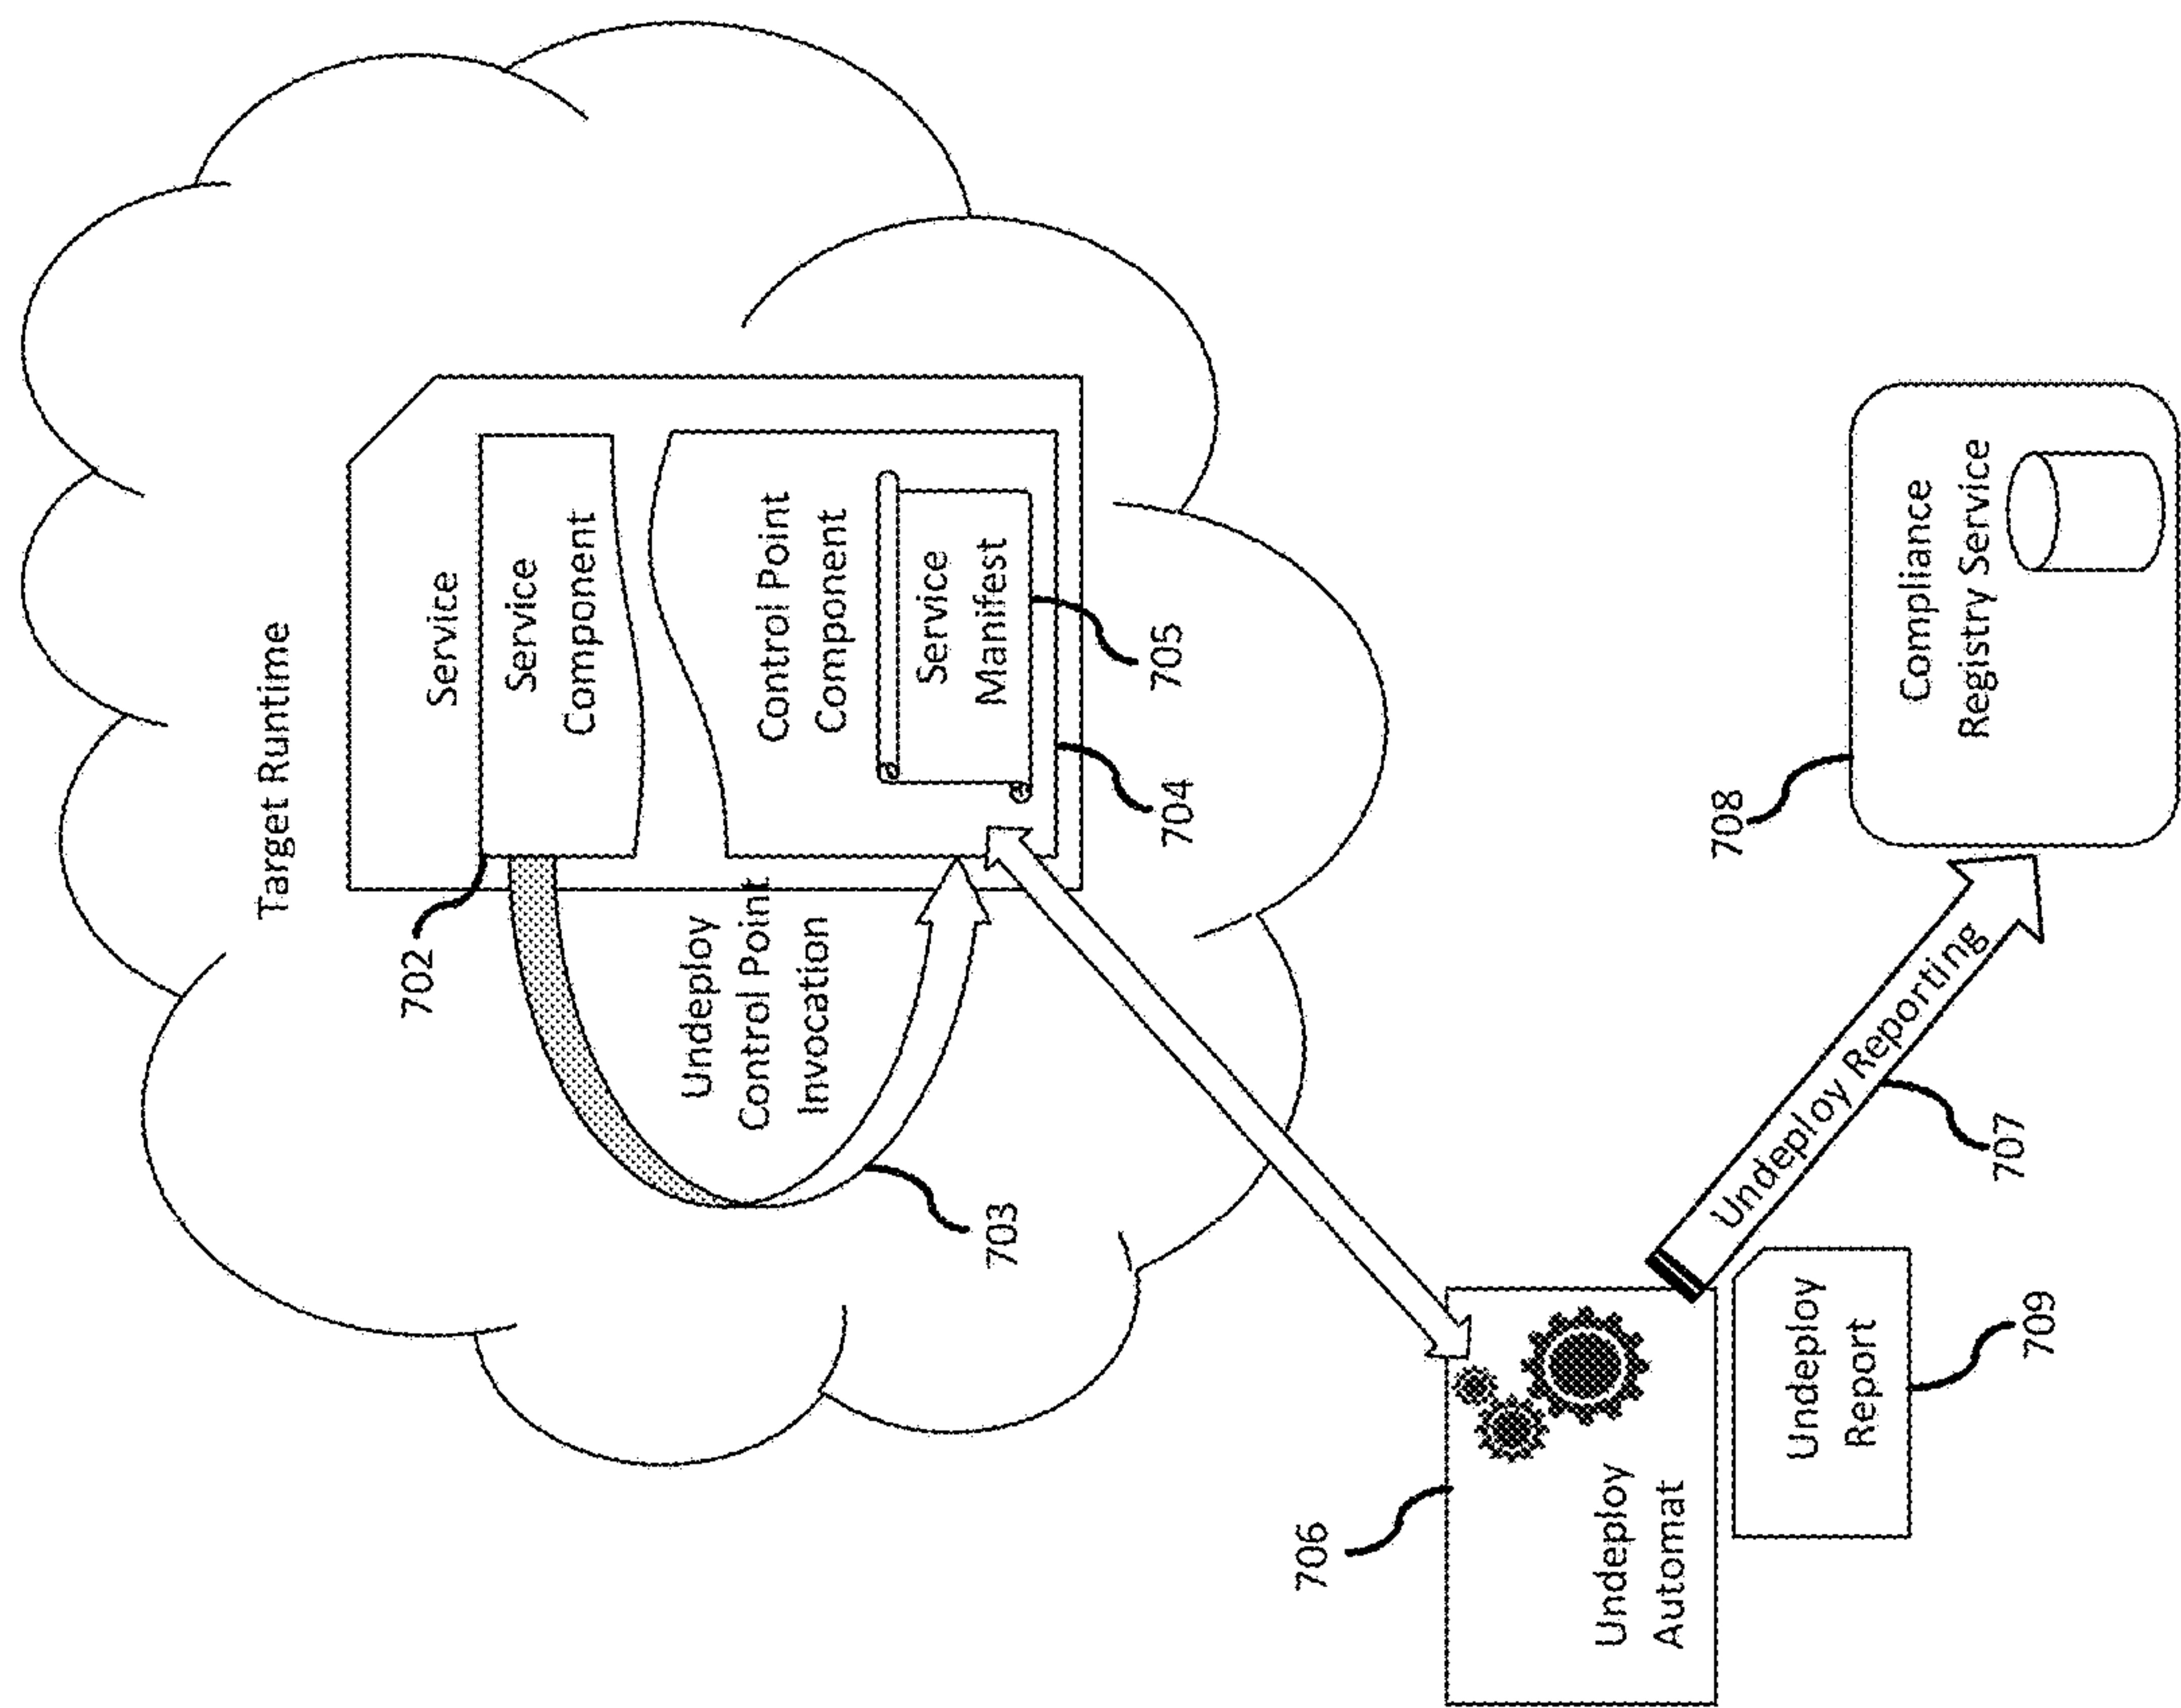 Target Runtime
Service
Service
Component
702
Undeploy
Control Point
Invocation
703
Control Point
Component
Service
Manifest
705
704
706
Undeploy
Automat
Undeploy Reporting
707
Undeploy
Report
709
708
Compliance
Registry Service